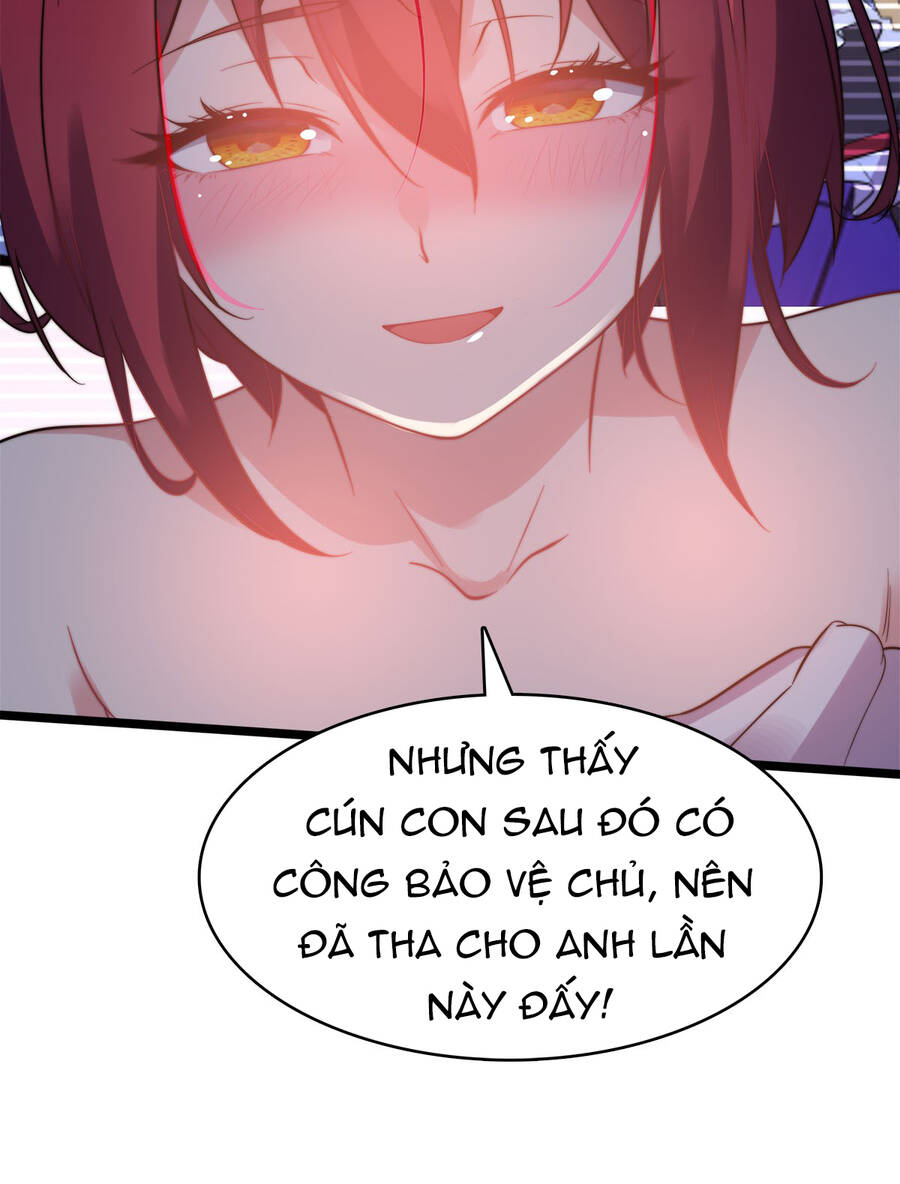 NHƯNG THẤY
CÚN CON SAU ĐÓ CÓ
CÔNG BẢO VỆ CHỦ, NÊN
ĐÃ THA CHO ANH LẦN
NÀY ĐẤY!